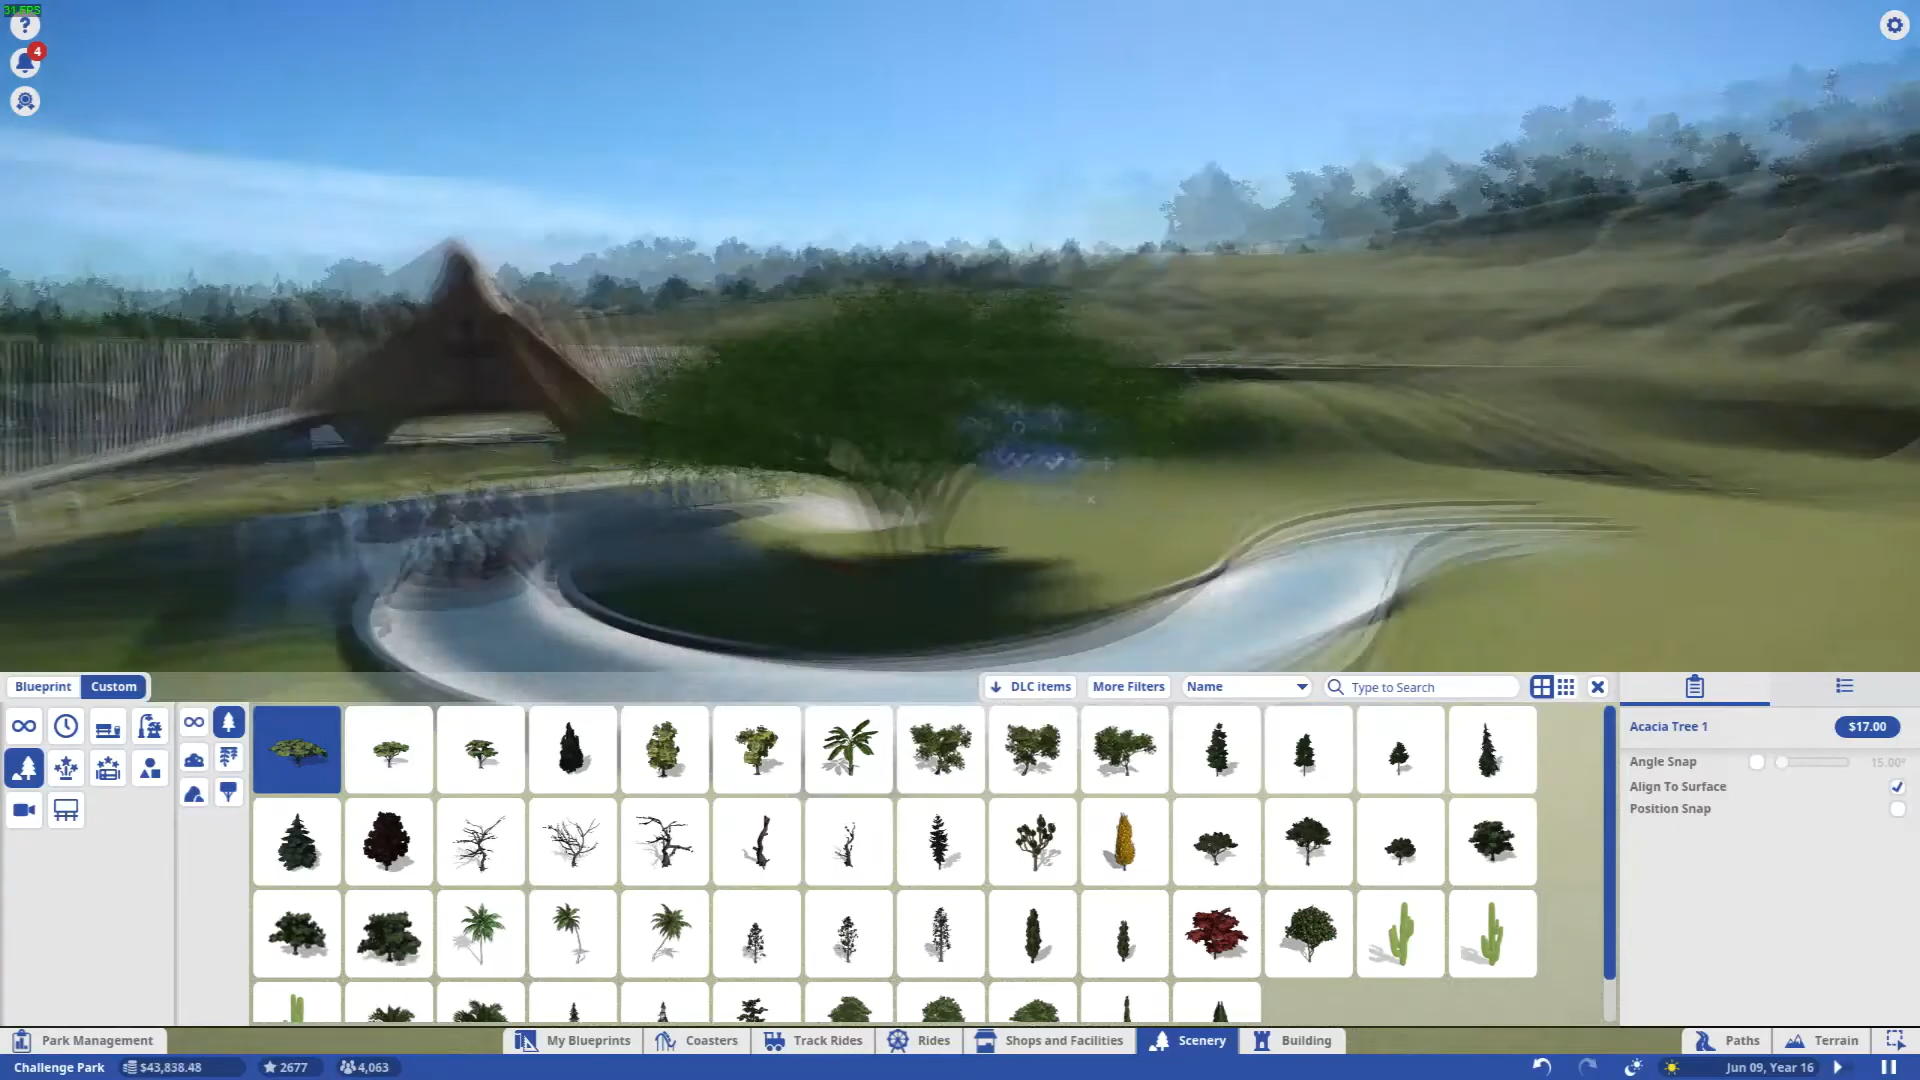 31 FPS
?
4
Blueprint
Custom
DLC items
More Filters
Name
Type to Search
Acacia Tree 1
$17.00
Angle Snap
15.00°
Align To Surface
Position Snap
Park Management
My Blueprints
Coasters
Track Rides
Rides
Shops and Facilities
Scenery
Building
Paths
Terrain
Challenge Park
$43,838.48
2677
4,063
Jun 09, Year 16